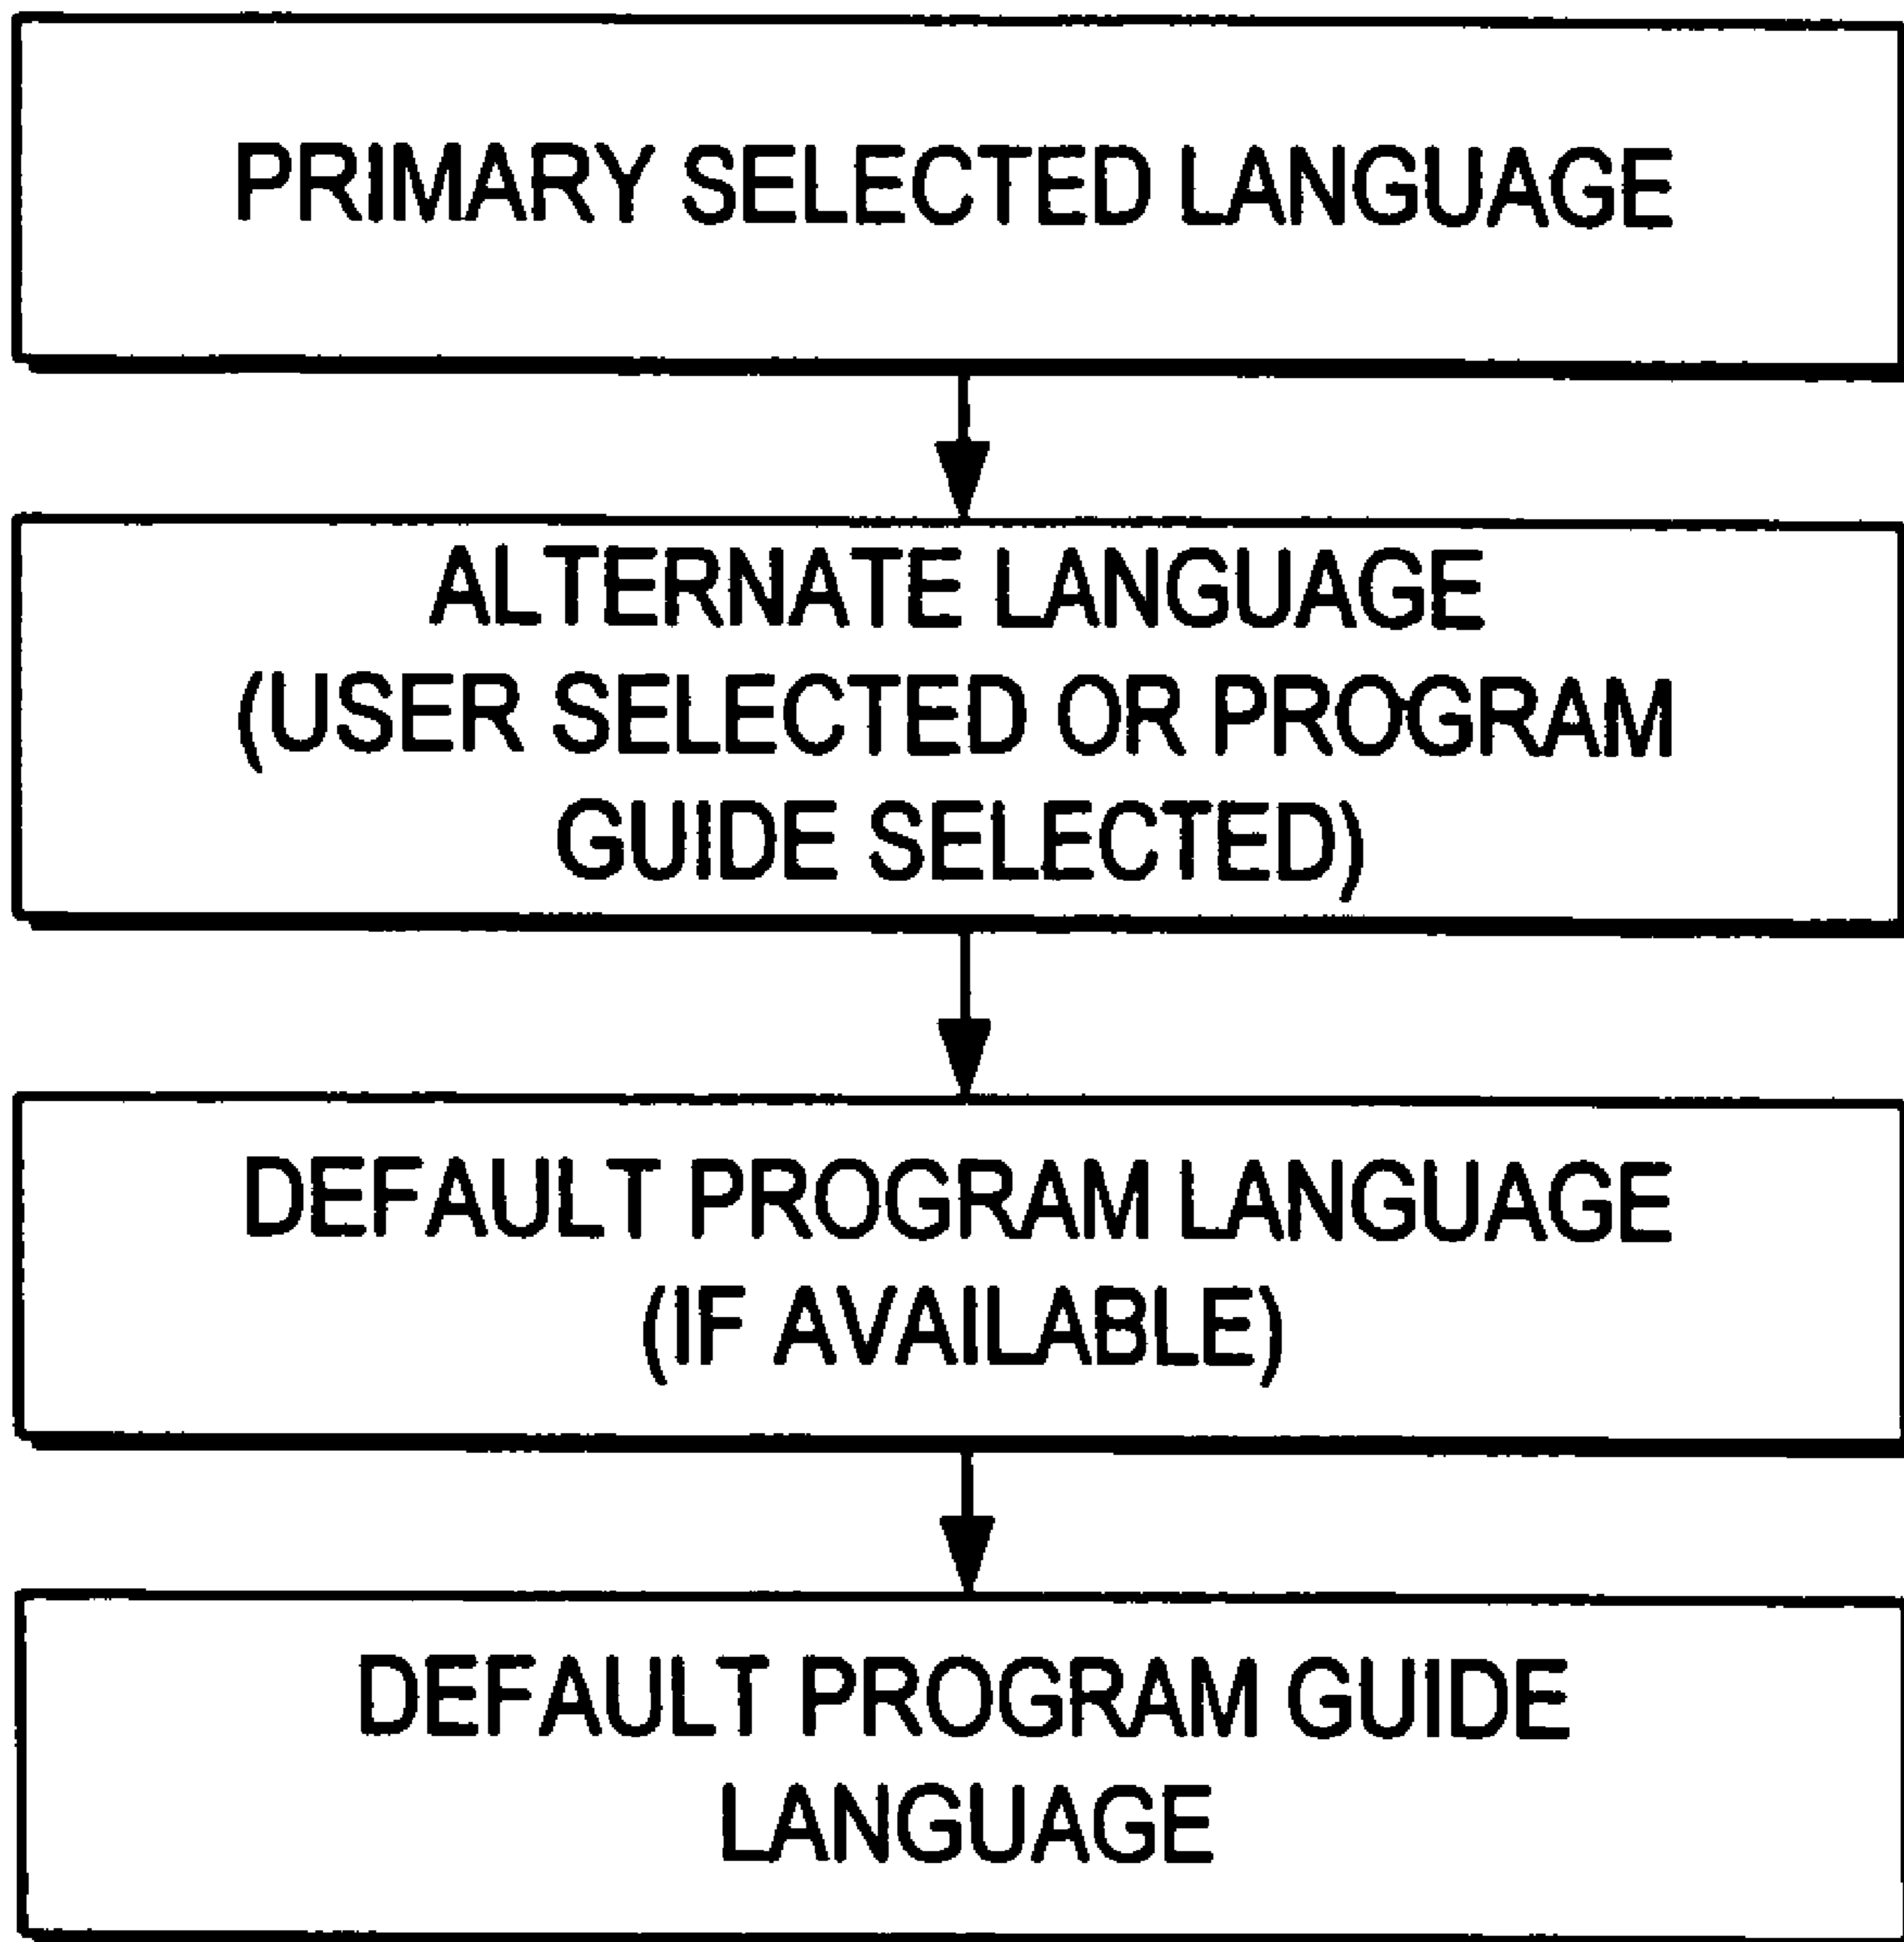 PRIMARY SELECTED LANGUAGE
ALTERNATE LANGUAGE
(USER SELECTED OR PROGRAM
GUIDE SELECTED)
DEFAULT PROGRAM LANGUAGE
(IF AVAILABLE)
DEFAULT PROGRAM GUIDE
LANGUAGE